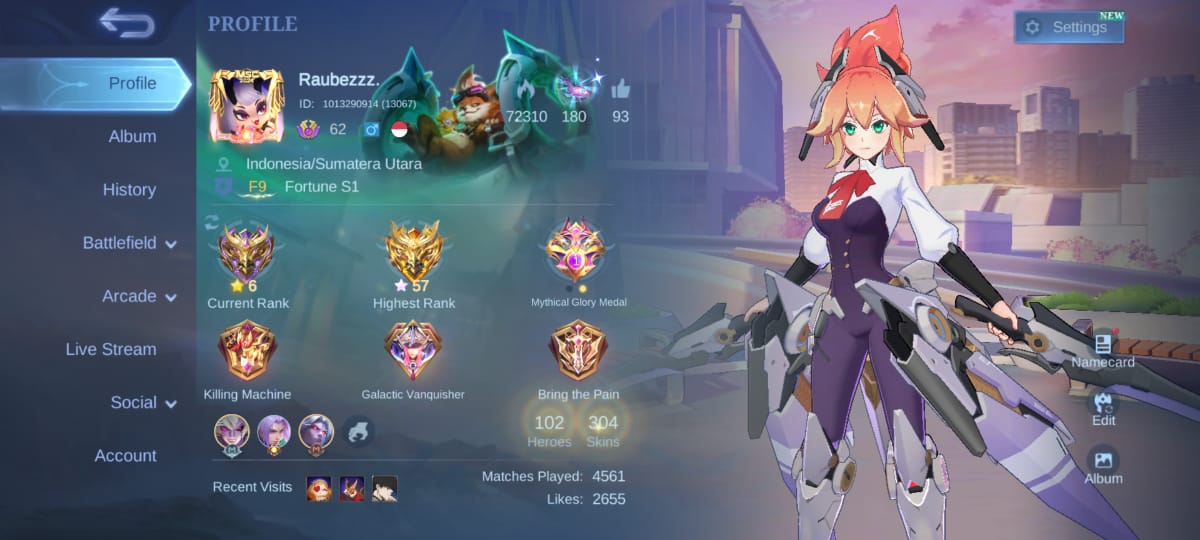 PROFILE
NEW
Settings
Profile
Album
History
Battlefield
Arcade
Live Stream
Social
Account
MSC
Raubezzz.
ID: 1013290914 (13067)
62
72310
180
93
Indonesia/Sumatera Utara
F9 Fortune S1
6
57
1
Current Rank
Highest Rank
Mythical Glory Medal
Killing Machine
Galactic Vanquisher
Bring the Pain
102
304
Heroes
Skins
Recent Visits
Matches Played: 4561
Likes: 2655
Namecard
Edit
Album